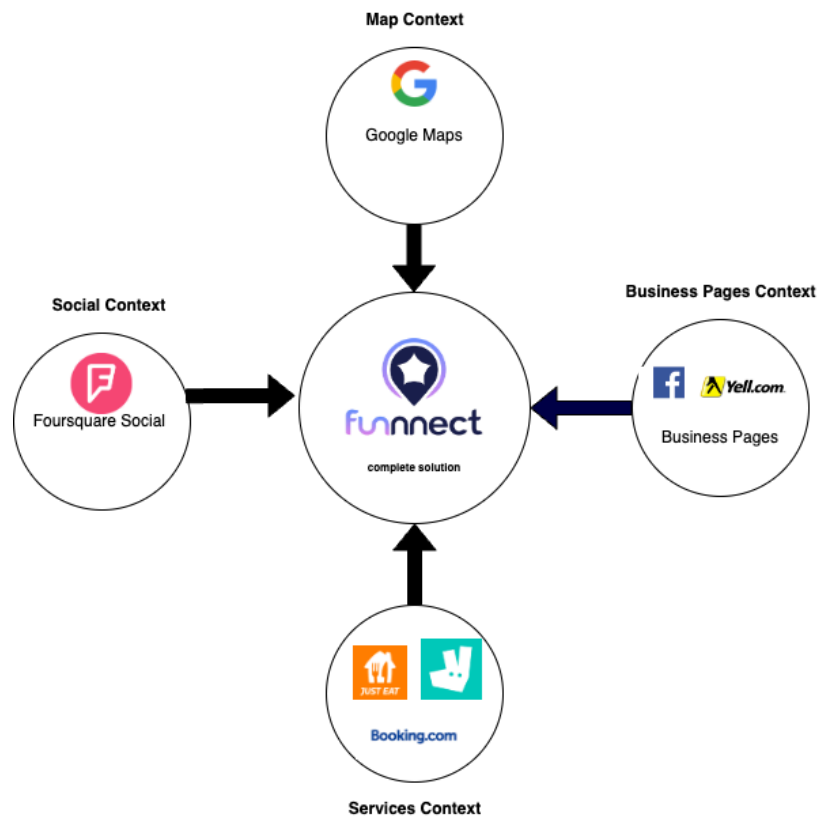 Map Context
Google Maps
Social Context
Foursquare Social
Business Pages Context
Yell.com
Business Pages
funnnect
complete solution
JUST EAT
Booking.com
Services Context